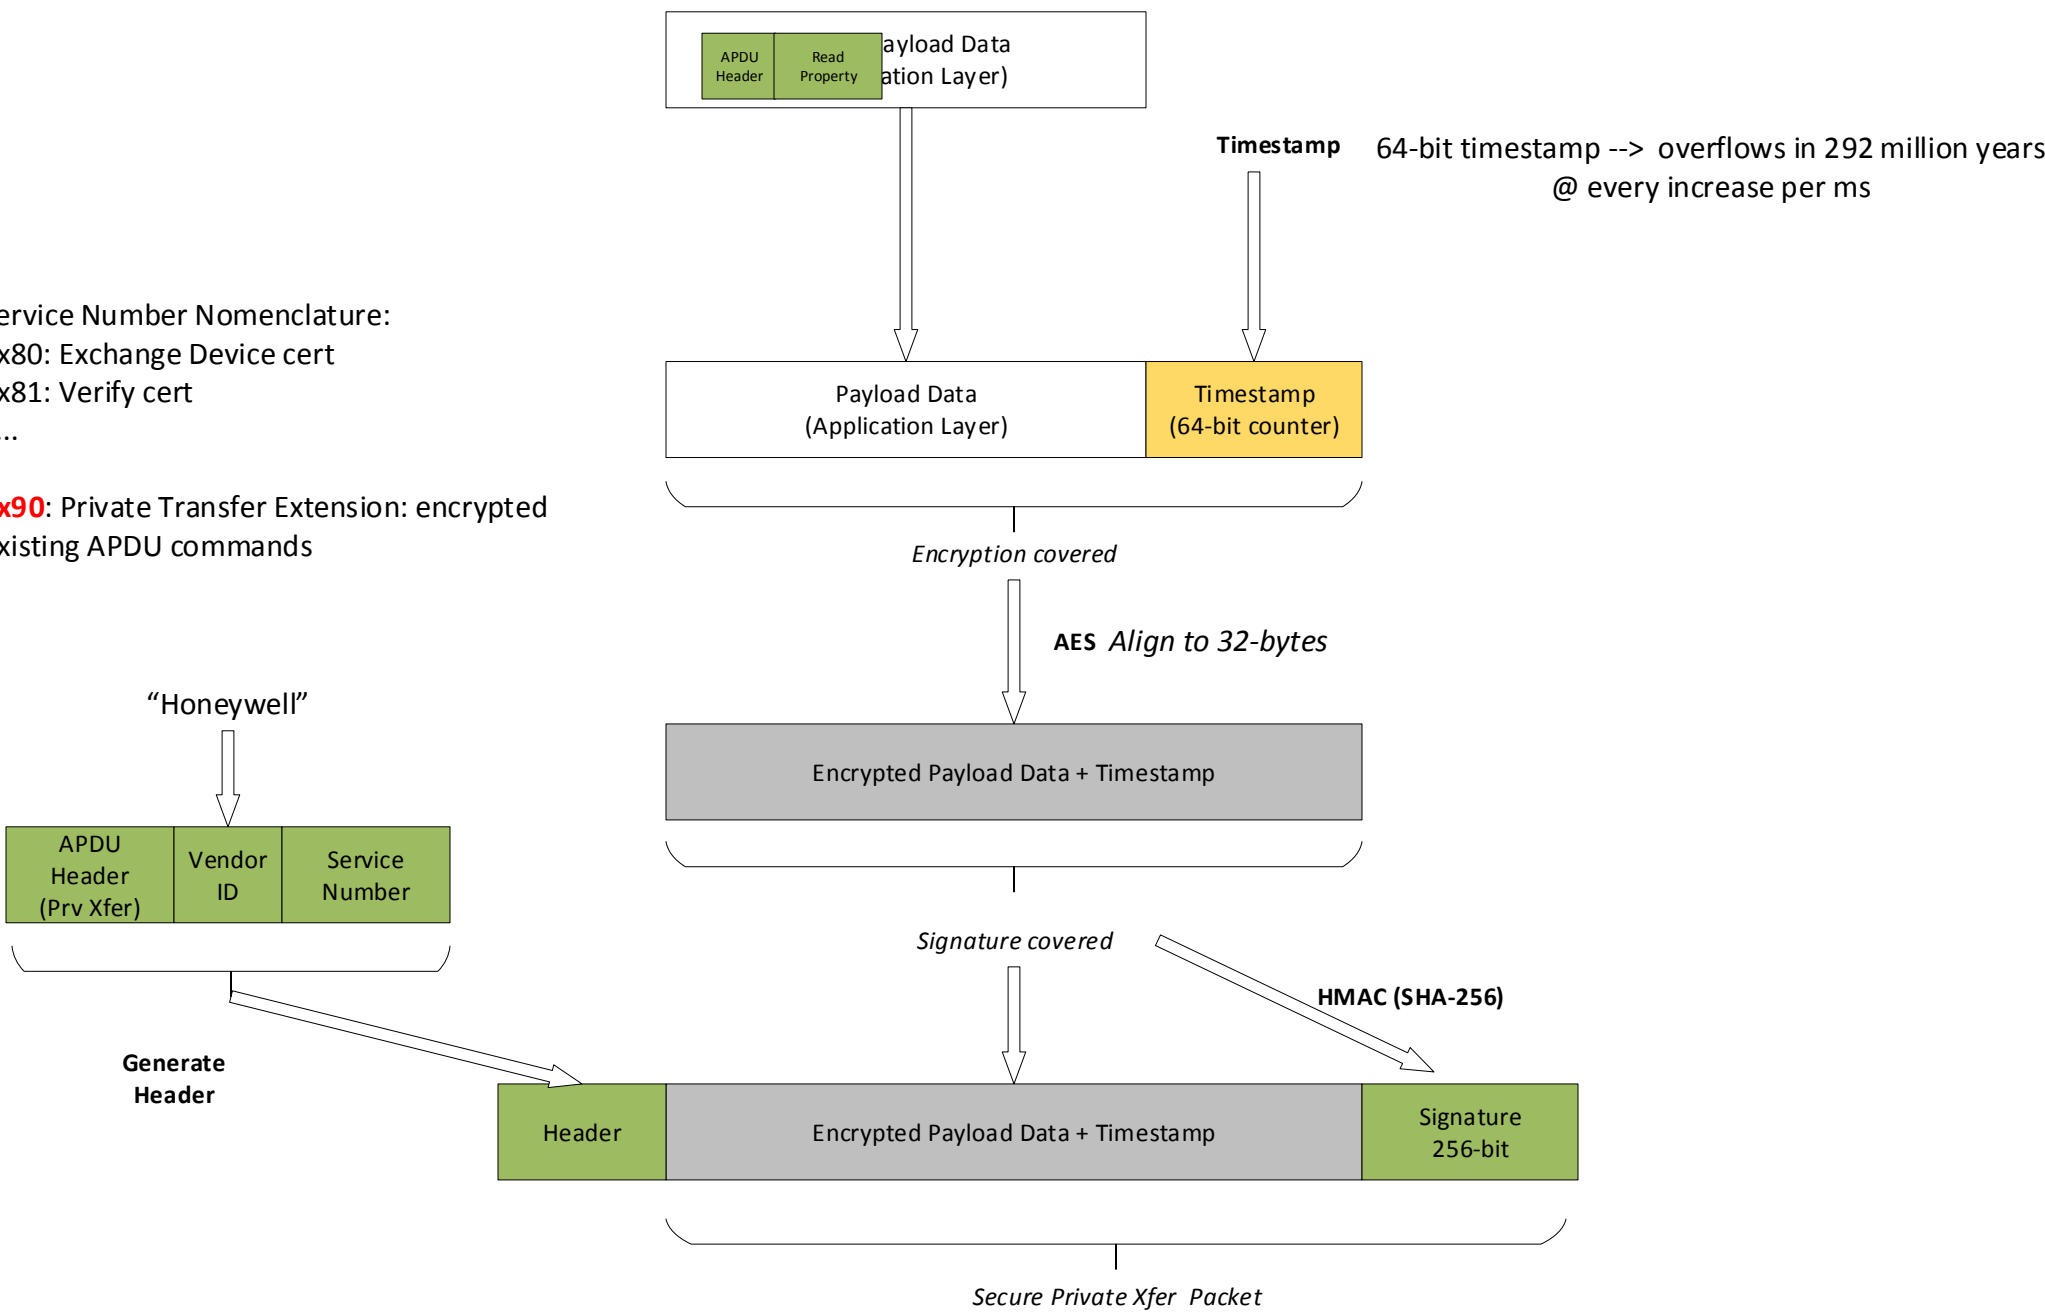 APDU
Header
Read
Property
ayload Data
ation Layer)
Timestamp
64-bit timestamp --> overflows in 292 million years
@ every increase per ms
ervice Number Nomenclature:
x80: Exchange Device cert
x81: Verify cert
...
x90: Private Transfer Extension: encrypted
xisting APDU commands
Payload Data
(Application Layer)
Timestamp
(64-bit counter)
Encryption covered
AES Align to 32-bytes
“Honeywell”
Encrypted Payload Data + Timestamp
APDU
Header
(Prv Xfer)
Vendor
ID
Service
Number
Signature covered
HMAC (SHA-256)
Generate
Header
Header
Encrypted Payload Data + Timestamp
Signature
256-bit
Secure Private Xfer Packet